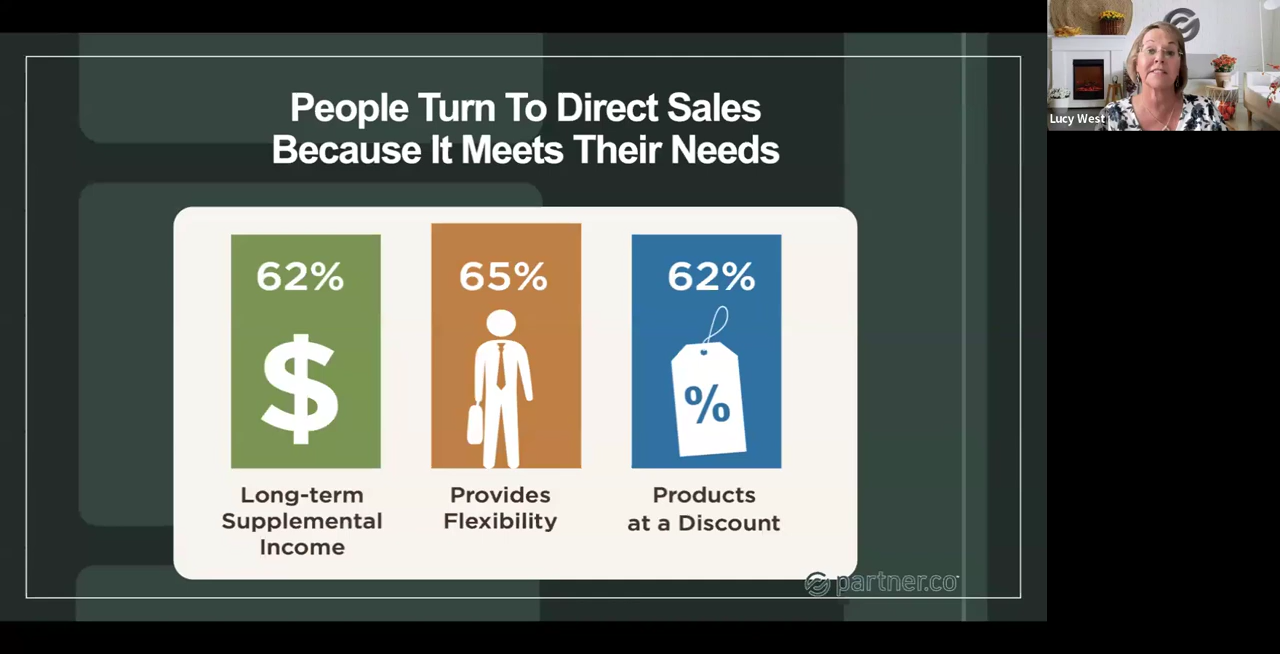 People Turn To Direct Sales
Because It Meets Their Needs
62%
65%
62%
$
%
Long-term
Supplemental
Income
Provides
Flexibility
Products
at a Discount
partner.co
Lucy West